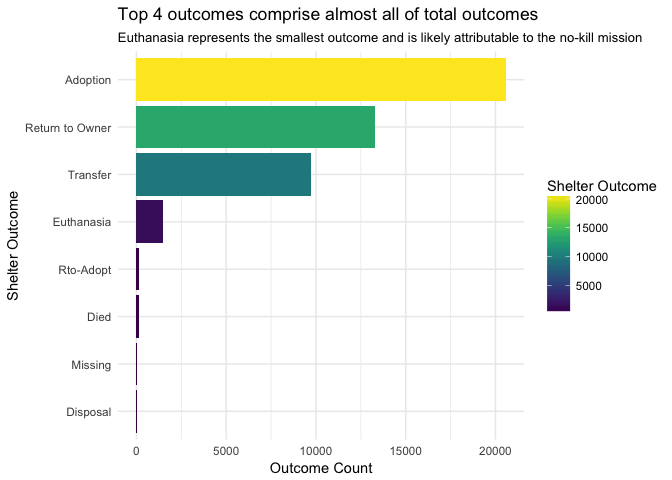 Top 4 outcomes comprise almost all of total outcomes
Euthanasia represents the smallest outcome and is likely attributable to the no-kill mission
Adoption
Return to Owner
Transfer
Euthanasia
Rto-Adopt
Died
Missing
Disposal
Shelter Outcome
0 5000 10000 15000 20000
Outcome Count
Shelter Outcome
20000
15000
10000
5000